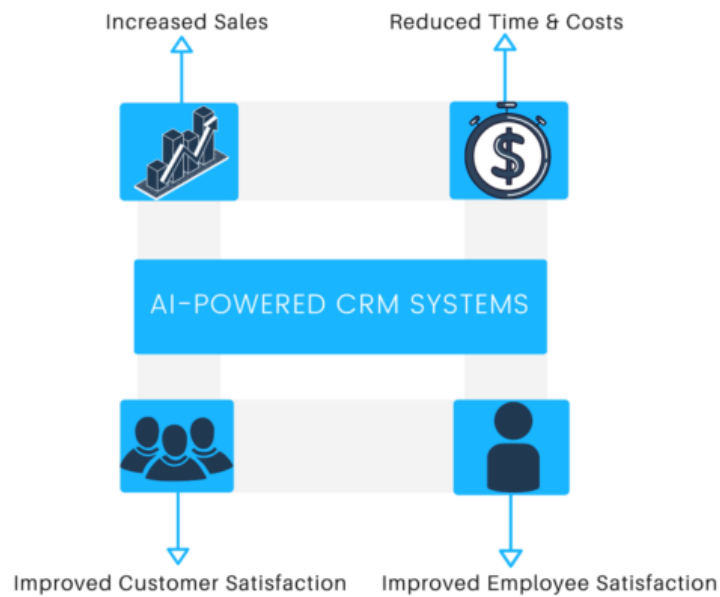 Increased Sales
Reduced Time & Costs
$
AI-POWERED CRM SYSTEMS
Improved Customer Satisfaction
Improved Employee Satisfaction